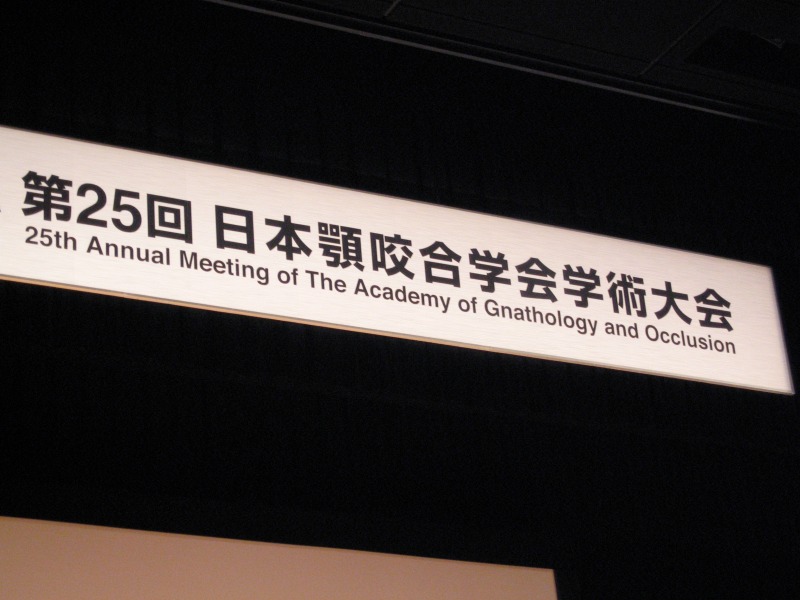 第25回 日本顎咬合学会学術大会
25th Annual Meeting of The Academy of Gnathology and Occlusion